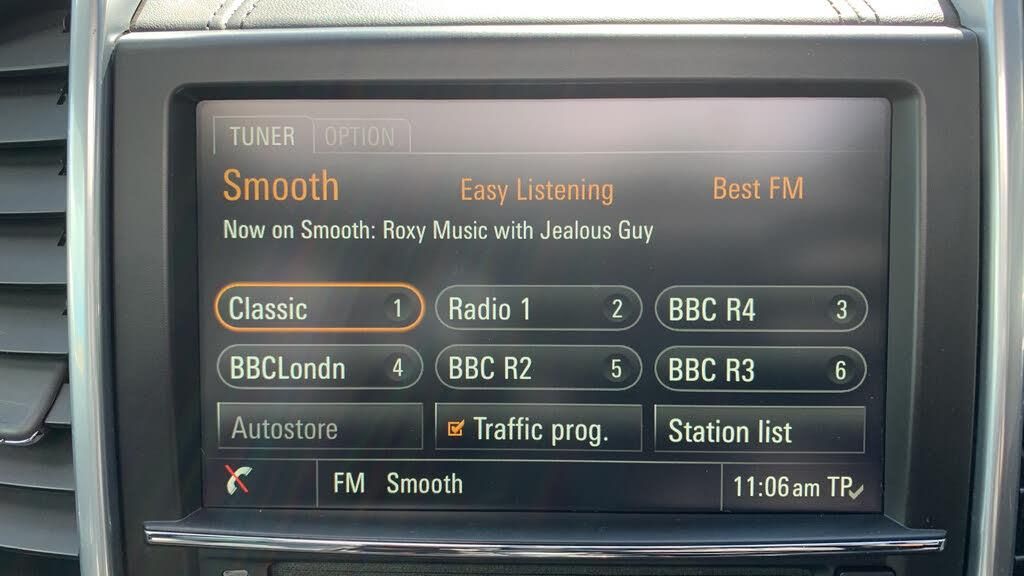 TUNER OPTION
Smooth Easy Listening Best FM
Now on Smooth: Roxy Music with Jealous Guy
Classic 1 Radio 1 2 BBC R4 3
BBCLondn 4 BBC R2 5 BBC R3 6
Autostore Traffic prog. Station list
FM Smooth 11:06am TP